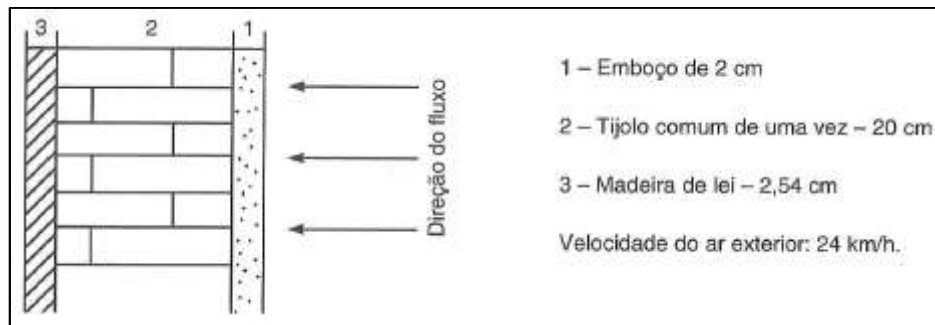 3 2 1
Direção do fluxo
1 – Emboço de 2 cm
2 – Tijolo comum de uma vez – 20 cm
3 – Madeira de lei – 2,54 cm
Velocidade do ar exterior: 24 km/h.